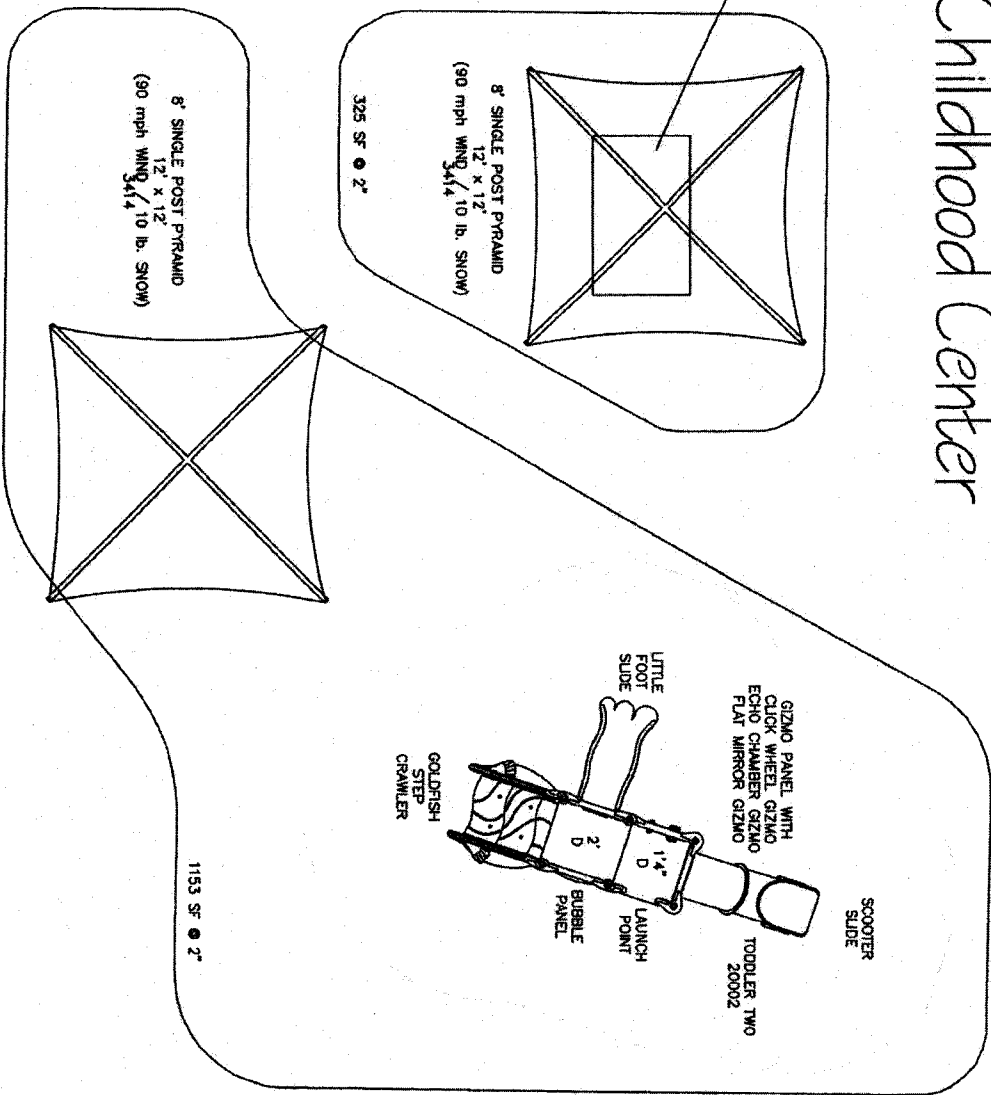 Childhood Center
8' SINGLE POST PYRAMID
12' x 12'
(90 mph WIND / 10 lb. SNOW)
3414
325 SF @ 2"
8' SINGLE POST PYRAMID
12' x 12'
(90 mph WIND / 10 lb. SNOW)
3414
SCOOTER
SLIDE
TODDLER TWO
20002
GIZMO PANEL WITH
CLICK WHEEL GIZMO
ECHO CHAMBER GIZMO
FLAT MIRROR GIZMO
LITTLE
FOOT
SLIDE
1'4"
D
2'
D
LAUNCH
POINT
BUBBLE
PANEL
GOLDFISH
STEP
CRAWLER
1153 SF @ 2"